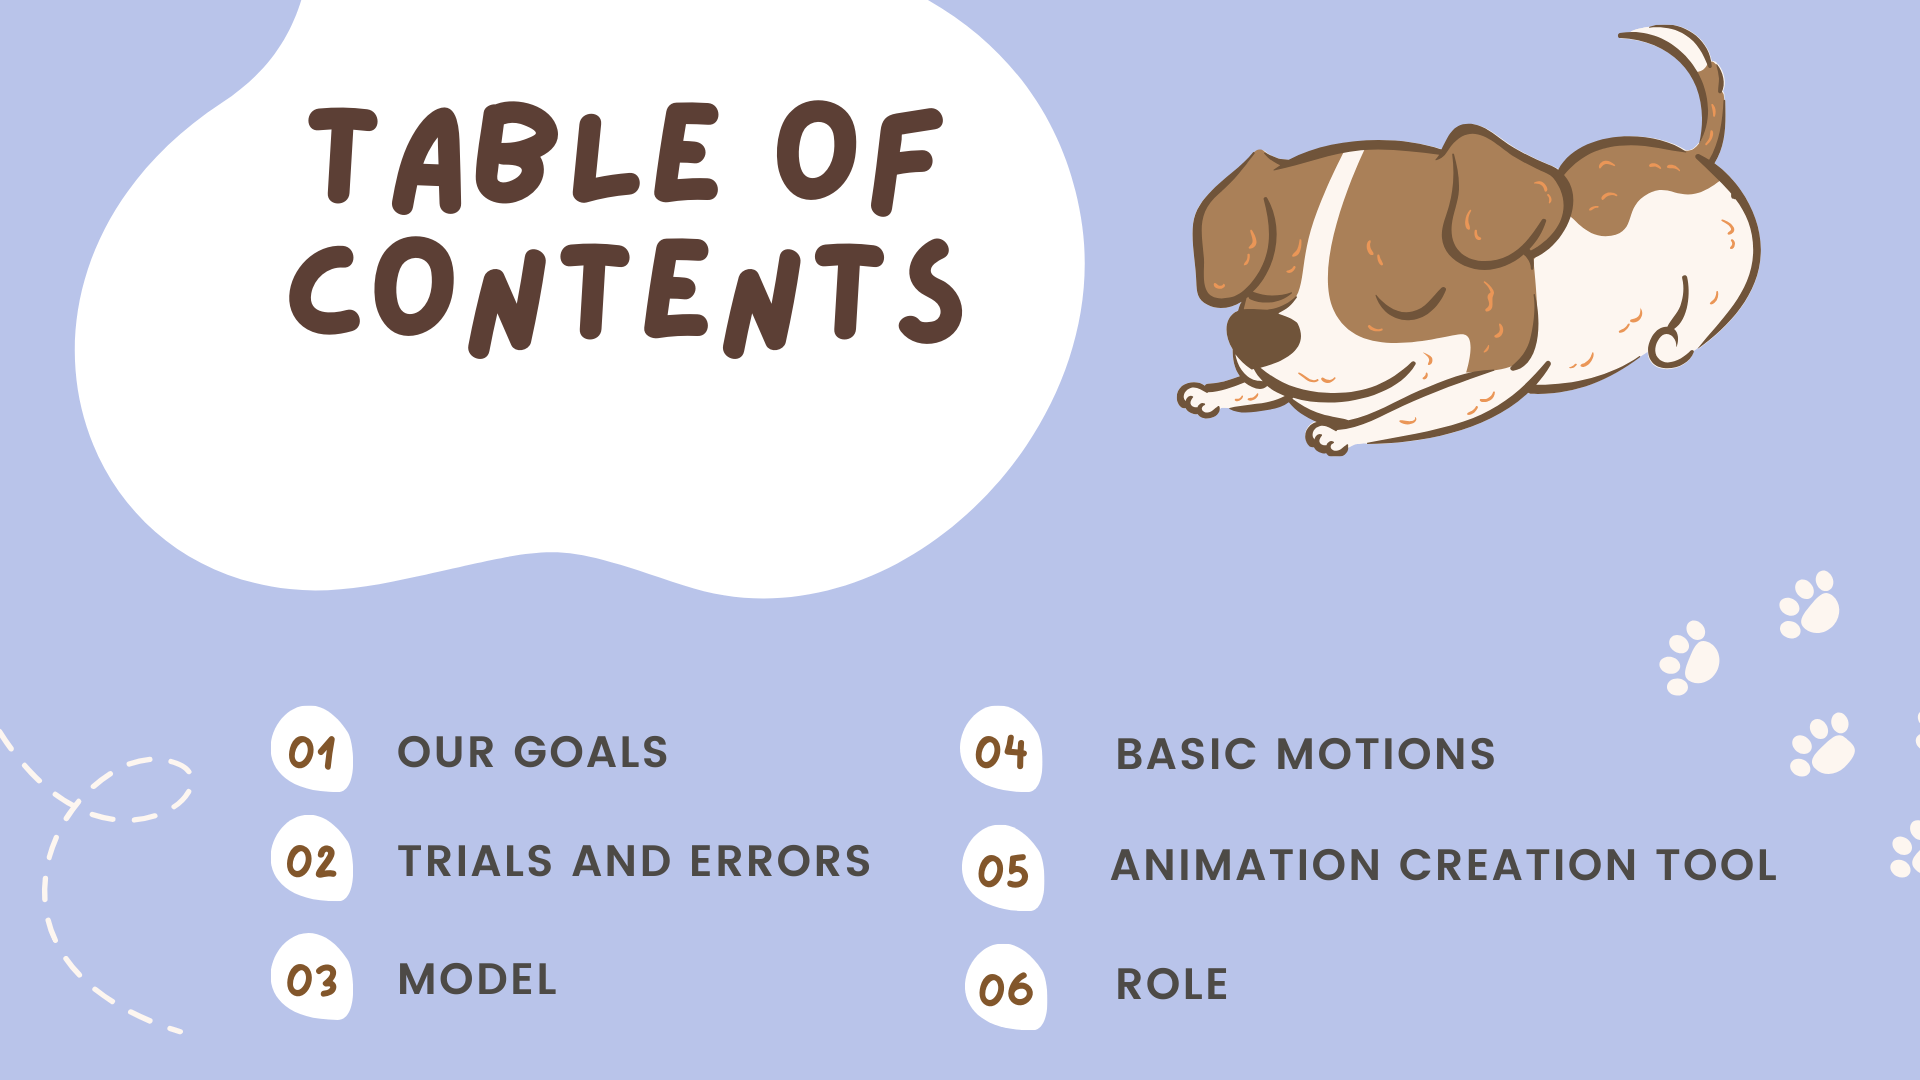 TABLE OF
CONTENTS
01 OUR GOALS
02 TRIALS AND ERRORS
03 MODEL
04 BASIC MOTIONS
05 ANIMATION CREATION TOOL
06 ROLE